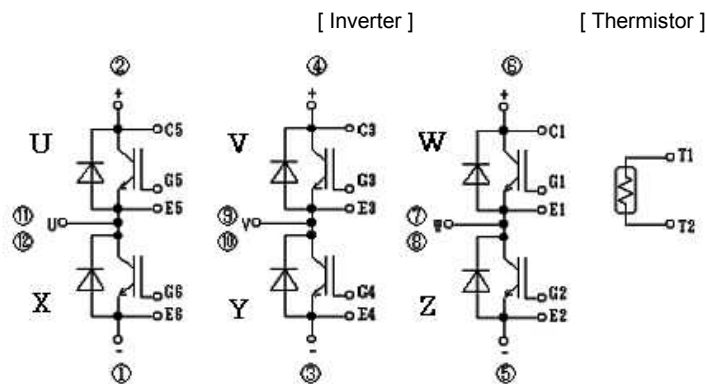 [ Inverter ] [ Thermistor ]
② ④ ⑥
+ + +
C5 C3 C1
U V W
T1
G5 G3 G1
E5 E3 E1
⑪ U ⑨ V ⑦ W
T2
⑫ ⑩ ⑧
X G6 Y G4 Z G2
E6 E4 E2
- - -
① ③ ⑤